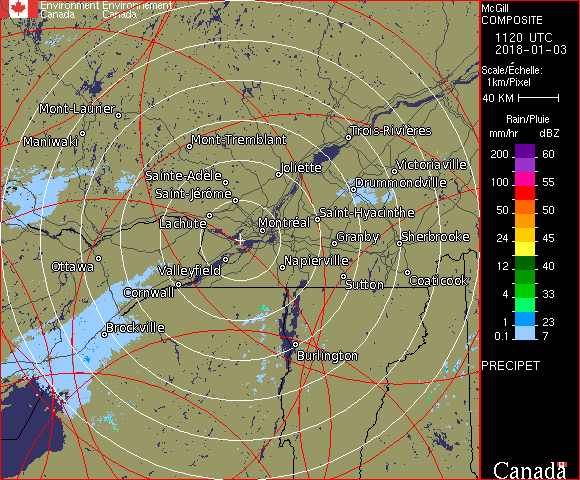 Environment Environnement
Canada Canada
McGill
COMPOSITE
1120 UTC
2018-01-03
Scale/Échelle:
1km/Pixel
40 KM
Rain/Pluie
mm/hr dBZ
200 60
100 55
50 50
24 45
12 40
4 33
1 23
0.1 7
PRECIPET
Canada
Mont-Laurier
Maniwaki
Mont-Tremblant
Trois-Rivières
Joliette
Victoriaville
Sainte-Adèle
Drummondville
Saint-Jérôme
Saint-Hyacinthe
Lachute
Montréal
Granby
Sherbrooke
Ottawa
Valleyfield
Napierville
Cornwall
Sutton
Coaticook
Brockville
Burlington